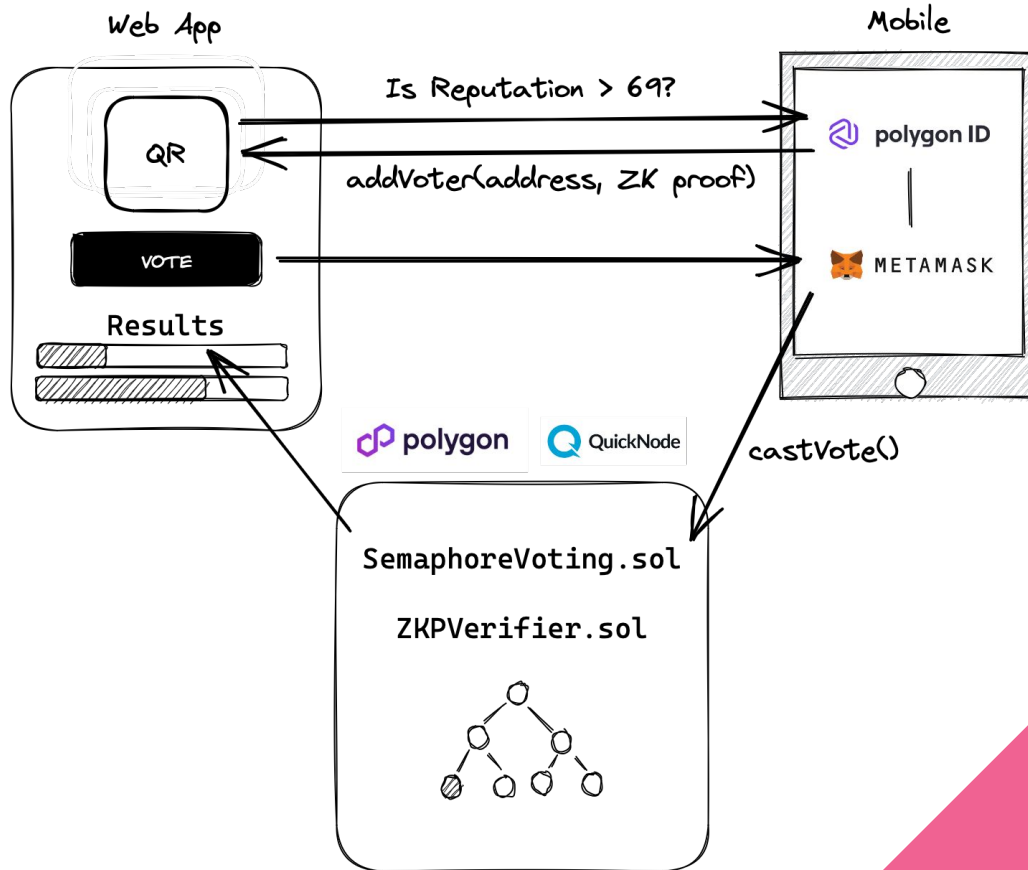 Web App
Mobile
Is Reputation > 69?
QR
polygon ID
addVoter(address, ZK proof)
VOTE
METAMASK
Results
polygon
QuickNode
castVote()
SemaphoreVoting.sol
ZKPVerifier.sol